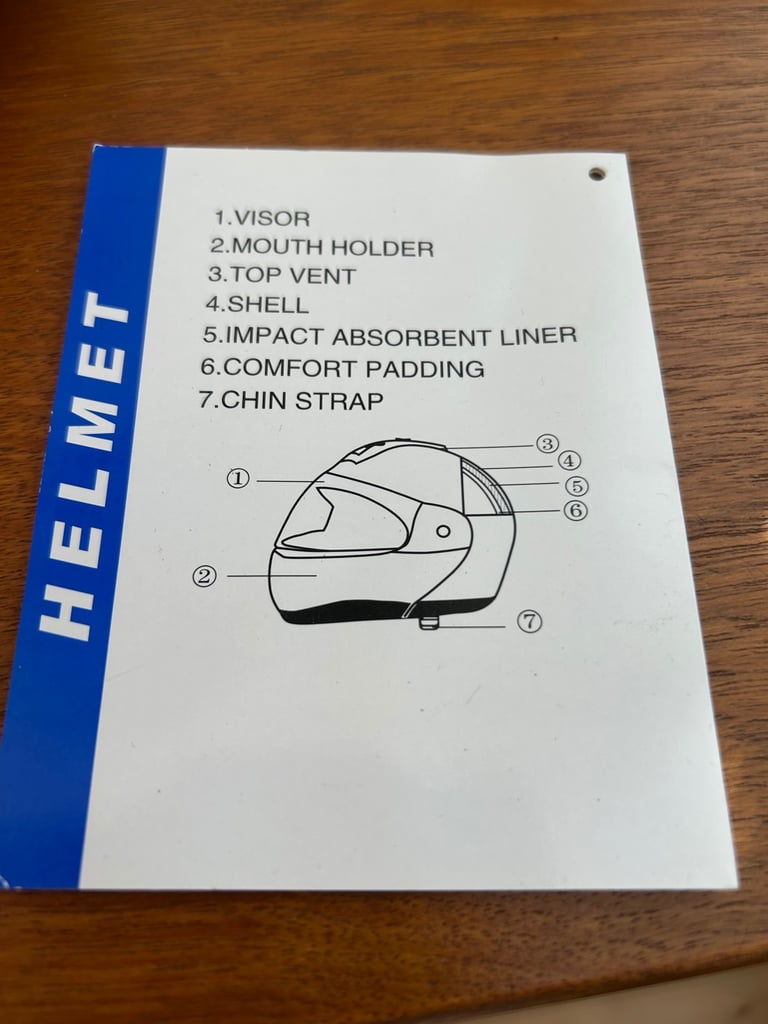 HELMET
1.VISOR
2.MOUTH HOLDER
3.TOP VENT
4.SHELL
5.IMPACT ABSORBENT LINER
6.COMFORT PADDING
7.CHIN STRAP
③
④
①
⑤
⑥
②
⑦